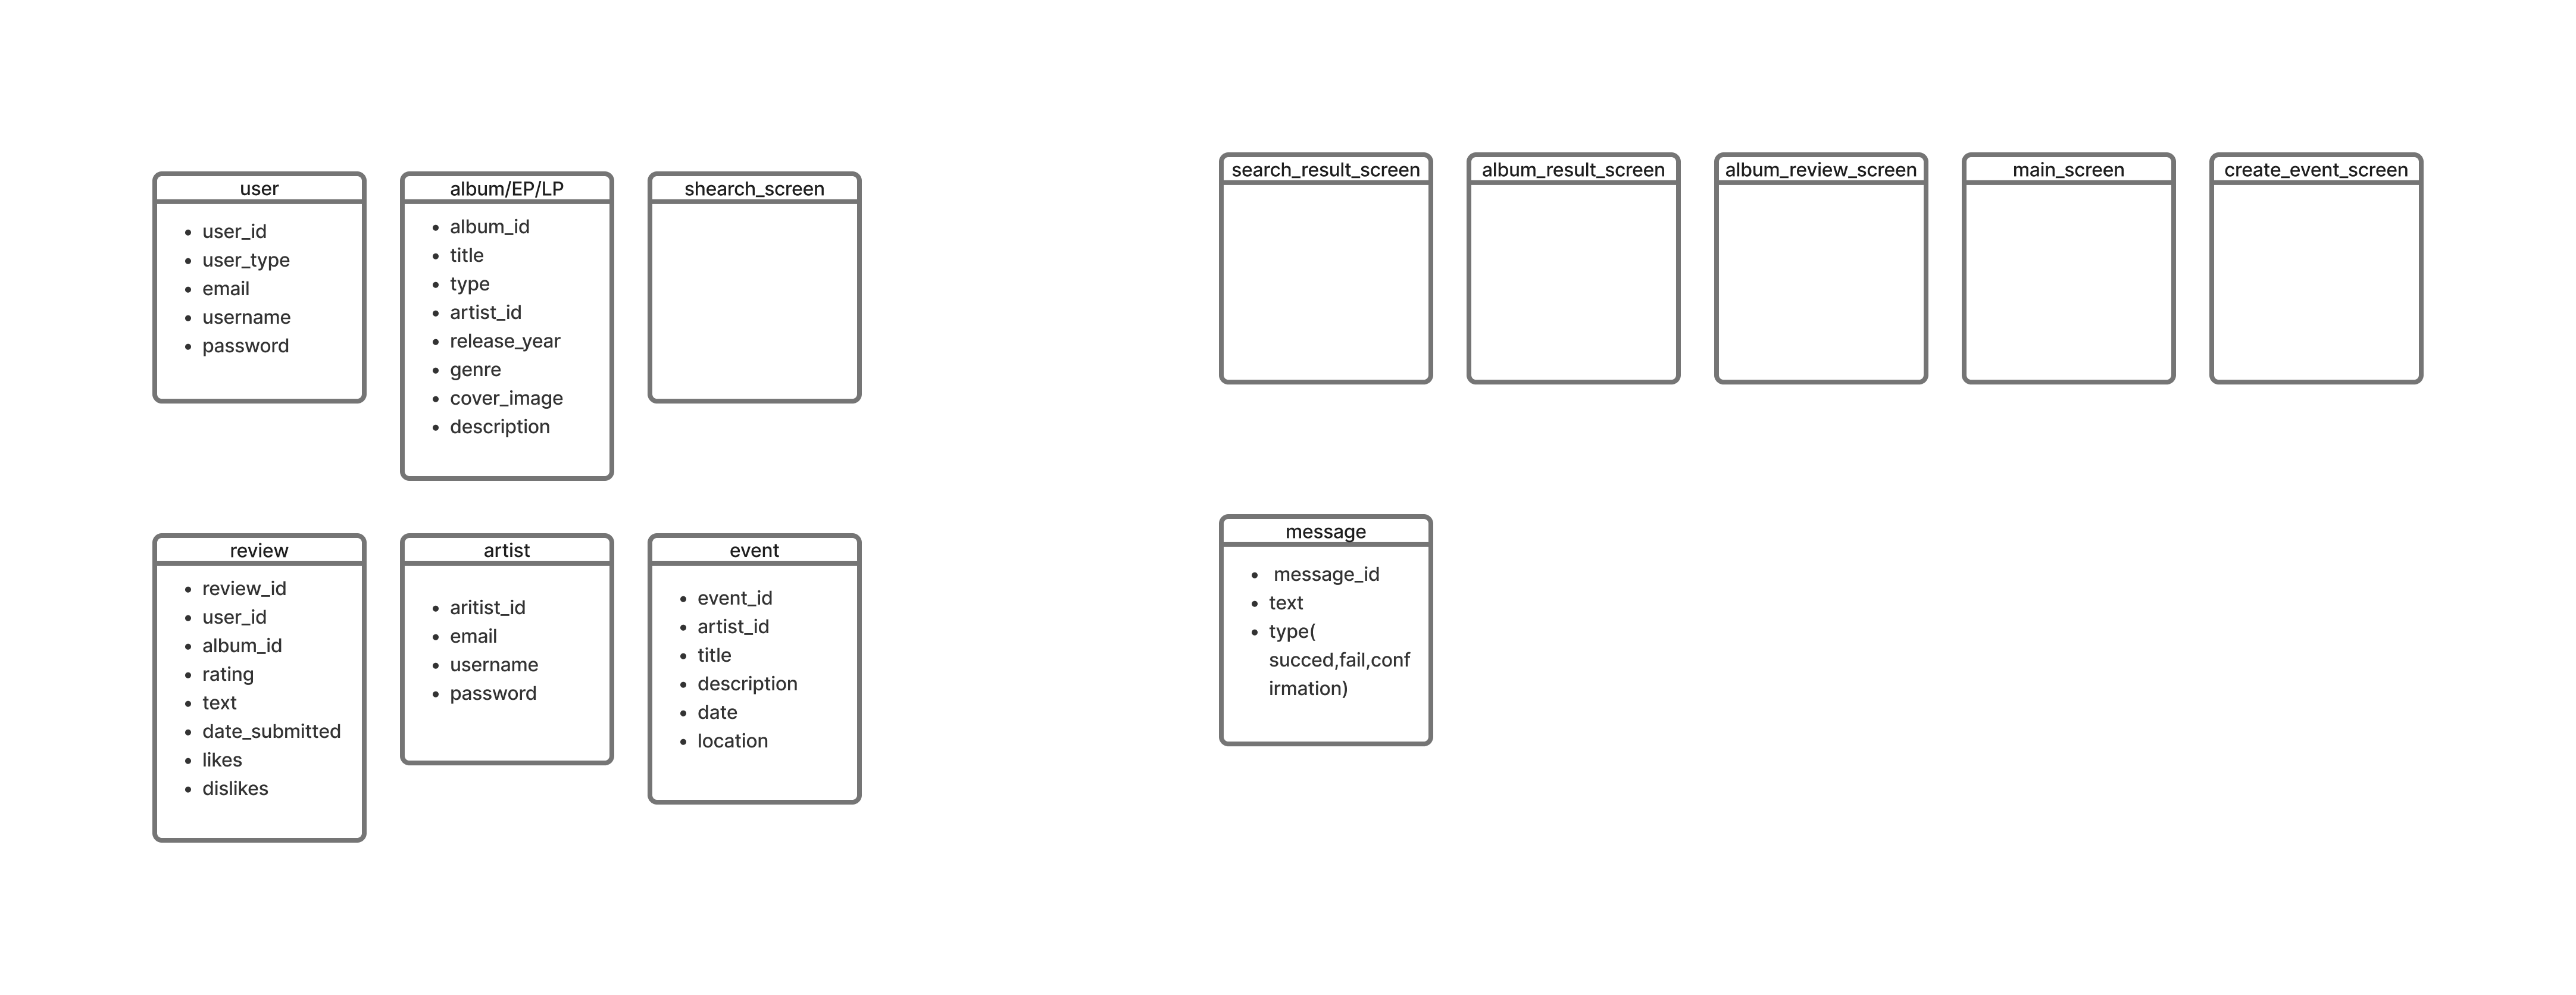 user
user_id
user_type
email
username
password
album/EP/LP
album_id
title
type
artist_id
release_year
genre
cover_image
description
shearch_screen
search_result_screen
album_result_screen
album_review_screen
main_screen
create_event_screen
review
review_id
user_id
album_id
rating
text
date_submitted
likes
dislikes
artist
aritist_id
email
username
password
event
event_id
artist_id
title
description
date
location
message
message_id
text
type(
succed,fail,conf
irmation)